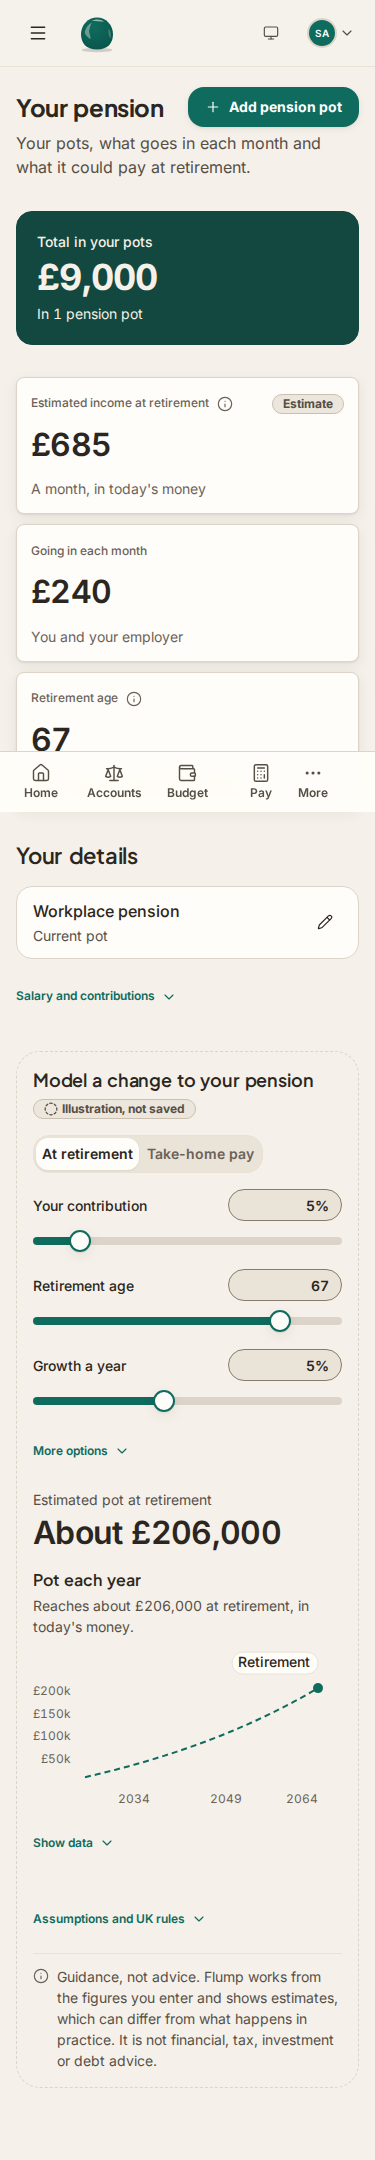 SA
Your pension
Add pension pot
Your pots, what goes in each month and
what it could pay at retirement.
Total in your pots
£9,000
In 1 pension pot
Estimated income at retirement
Estimate
£685
A month, in today's money
Going in each month
£240
You and your employer
Retirement age
67
Home
Accounts
Budget
Pay
More
Your details
Workplace pension
Current pot
Salary and contributions
Model a change to your pension
Illustration, not saved
At retirement
Take-home pay
Your contribution
5%
Retirement age
67
Growth a year
5%
More options
Estimated pot at retirement
About £206,000
Pot each year
Reaches about £206,000 at retirement, in
today's money.
Retirement
£200k
£150k
£100k
£50k
2034
2049
2064
Show data
Assumptions and UK rules
Guidance, not advice. Flump works from
the figures you enter and shows estimates,
which can differ from what happens in
practice. It is not financial, tax, investment
or debt advice.